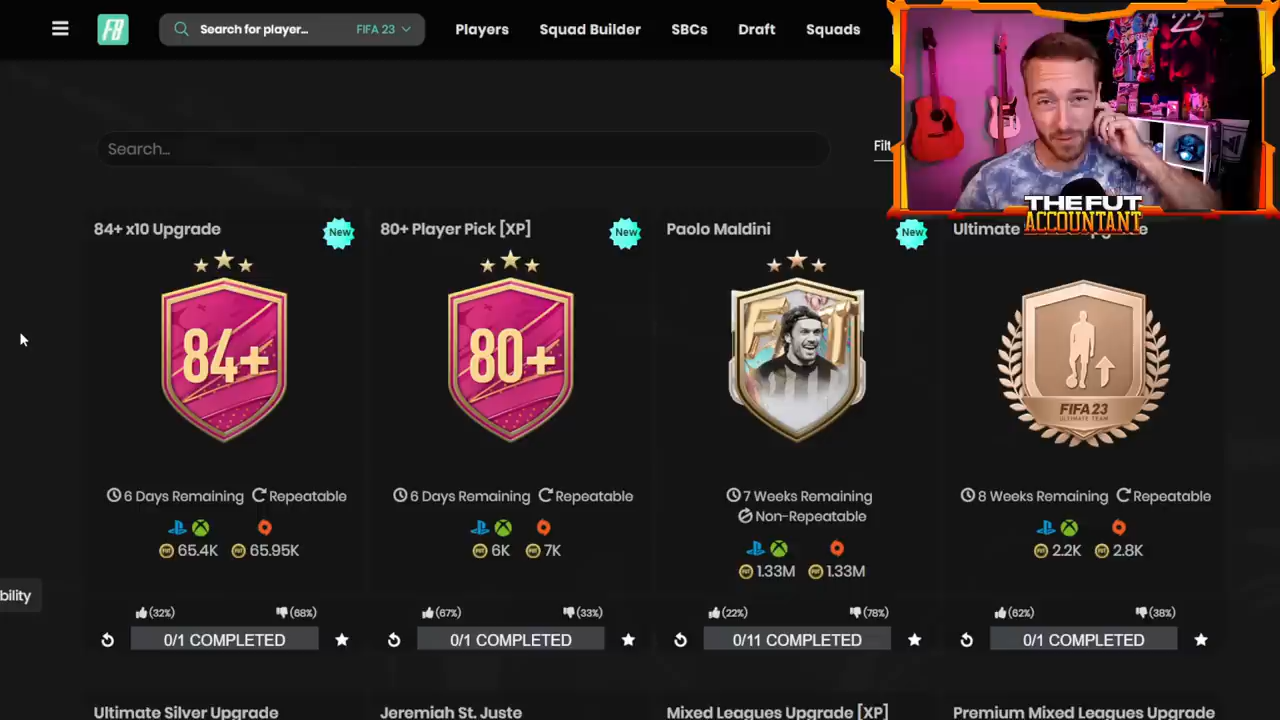 FB
Search for player...
FIFA 23
Players
Squad Builder
SBCs
Draft
Squads
Search...
Filt
THE FUT
ACCOUNTANT
84+ x10 Upgrade
New
80+ Player Pick [XP]
New
Paolo Maldini
New
Ultimate
84+
80+
FUT
FIFA 23
ULTIMATE TEAM
6 Days Remaining
Repeatable
6 Days Remaining
Repeatable
7 Weeks Remaining
Non-Repeatable
8 Weeks Remaining
Repeatable
65.4K
65.95K
6K
7K
1.33M
1.33M
2.2K
2.8K
bility
(32%)
(68%)
(67%)
(33%)
(22%)
(78%)
(62%)
(38%)
0/1 COMPLETED
0/1 COMPLETED
0/11 COMPLETED
0/1 COMPLETED
Ultimate Silver Upgrade
Jeremiah St. Juste
Mixed Leagues Upgrade [XP]
Premium Mixed Leagues Upgrade